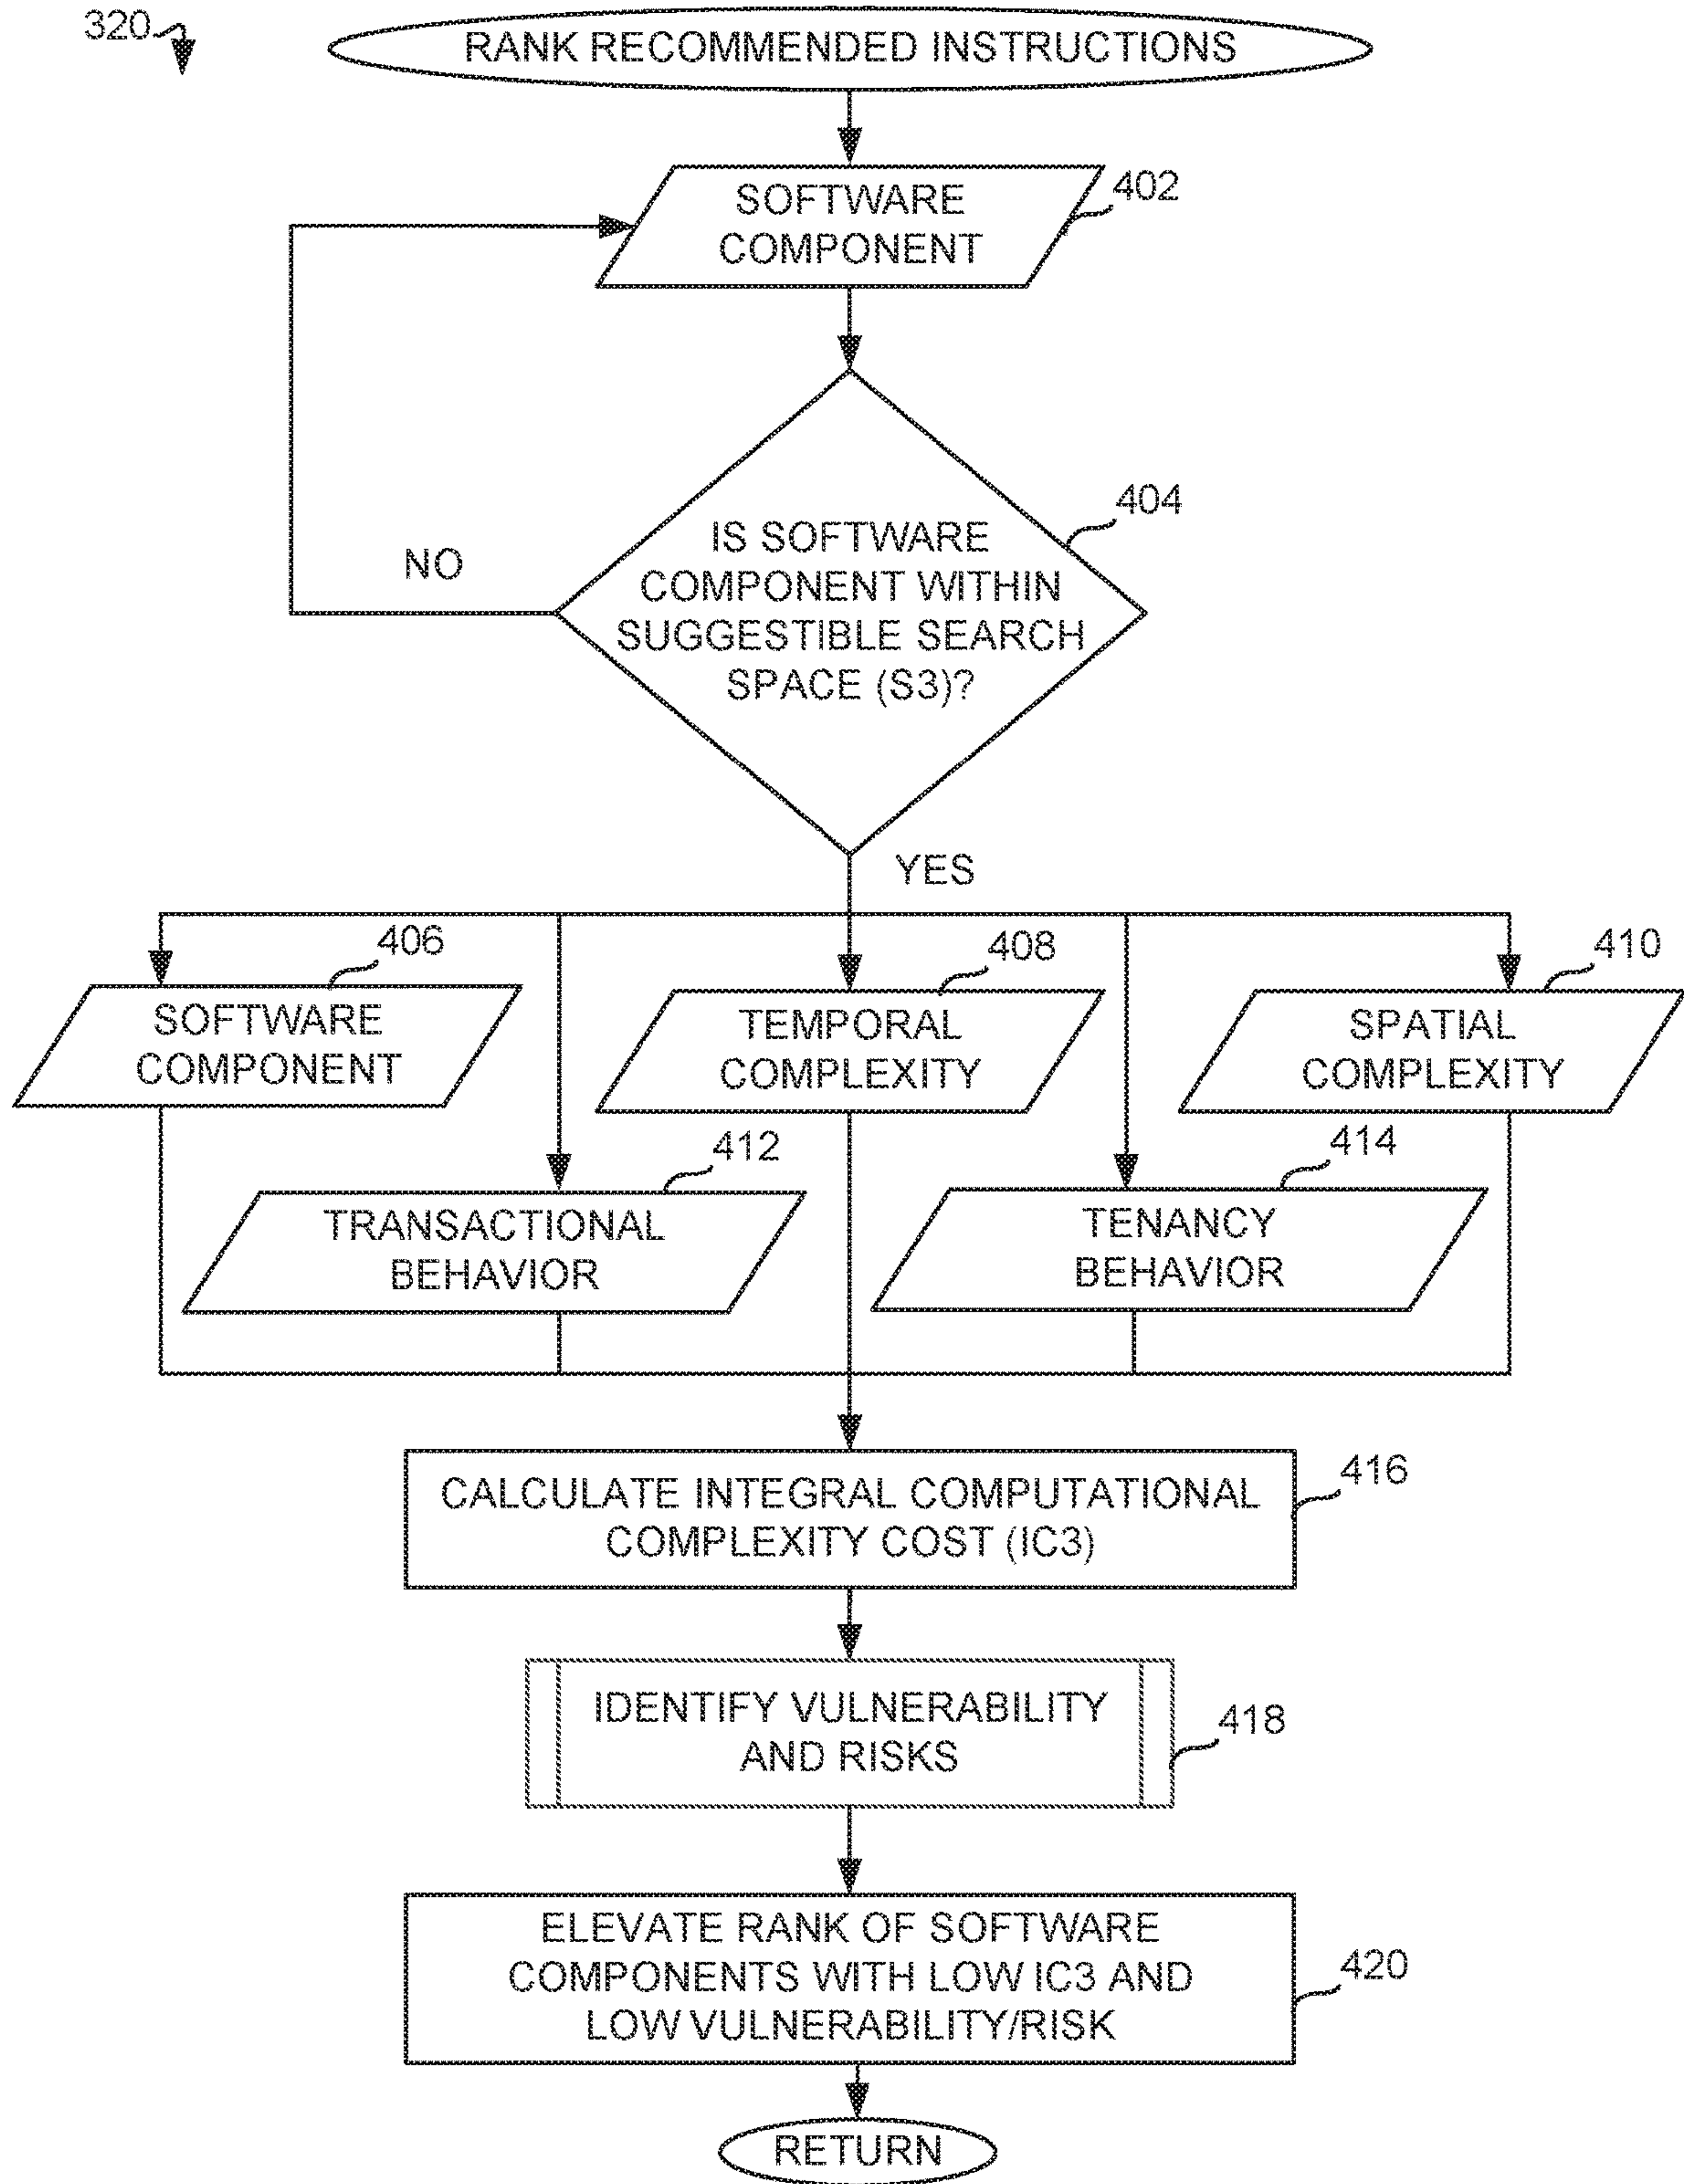 320
RANK RECOMMENDED INSTRUCTIONS
SOFTWARE
COMPONENT
402
IS SOFTWARE
COMPONENT WITHIN
SUGGESTIBLE SEARCH
SPACE (S3)?
404
NO
YES
406
SOFTWARE
COMPONENT
408
TEMPORAL
COMPLEXITY
410
SPATIAL
COMPLEXITY
412
TRANSACTIONAL
BEHAVIOR
414
TENANCY
BEHAVIOR
CALCULATE INTEGRAL COMPUTATIONAL
COMPLEXITY COST (IC3)
416
IDENTIFY VULNERABILITY
AND RISKS
418
ELEVATE RANK OF SOFTWARE
COMPONENTS WITH LOW IC3 AND
LOW VULNERABILITY/RISK
420
RETURN